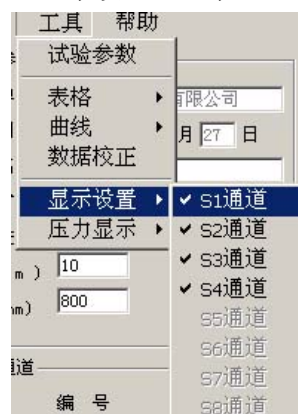 工具 帮助
试验参数
表格
有限公司
曲线
月 27 日
数据校正
显示设置
S1通道
压力显示
S2通道
S3通道
m ) 10
S4通道
mm) 800
S5通道
S6通道
道
S7通道
编 号
S8通道